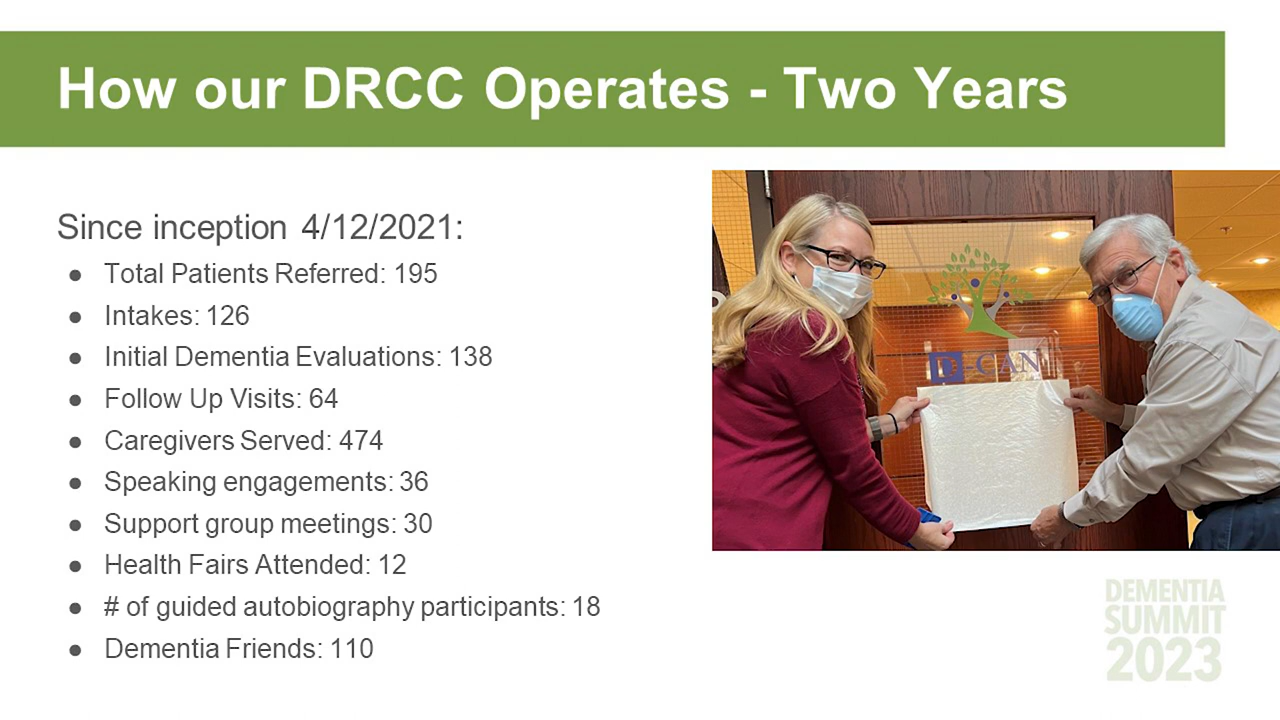 How our DRCC Operates - Two Years
Since inception 4/12/2021:
● Total Patients Referred: 195
● Intakes: 126
● Initial Dementia Evaluations: 138
● Follow Up Visits: 64
● Caregivers Served: 474
● Speaking engagements: 36
● Support group meetings: 30
● Health Fairs Attended: 12
● # of guided autobiography participants: 18
● Dementia Friends: 110
D-CAN
DEMENTIA
SUMMIT
2023